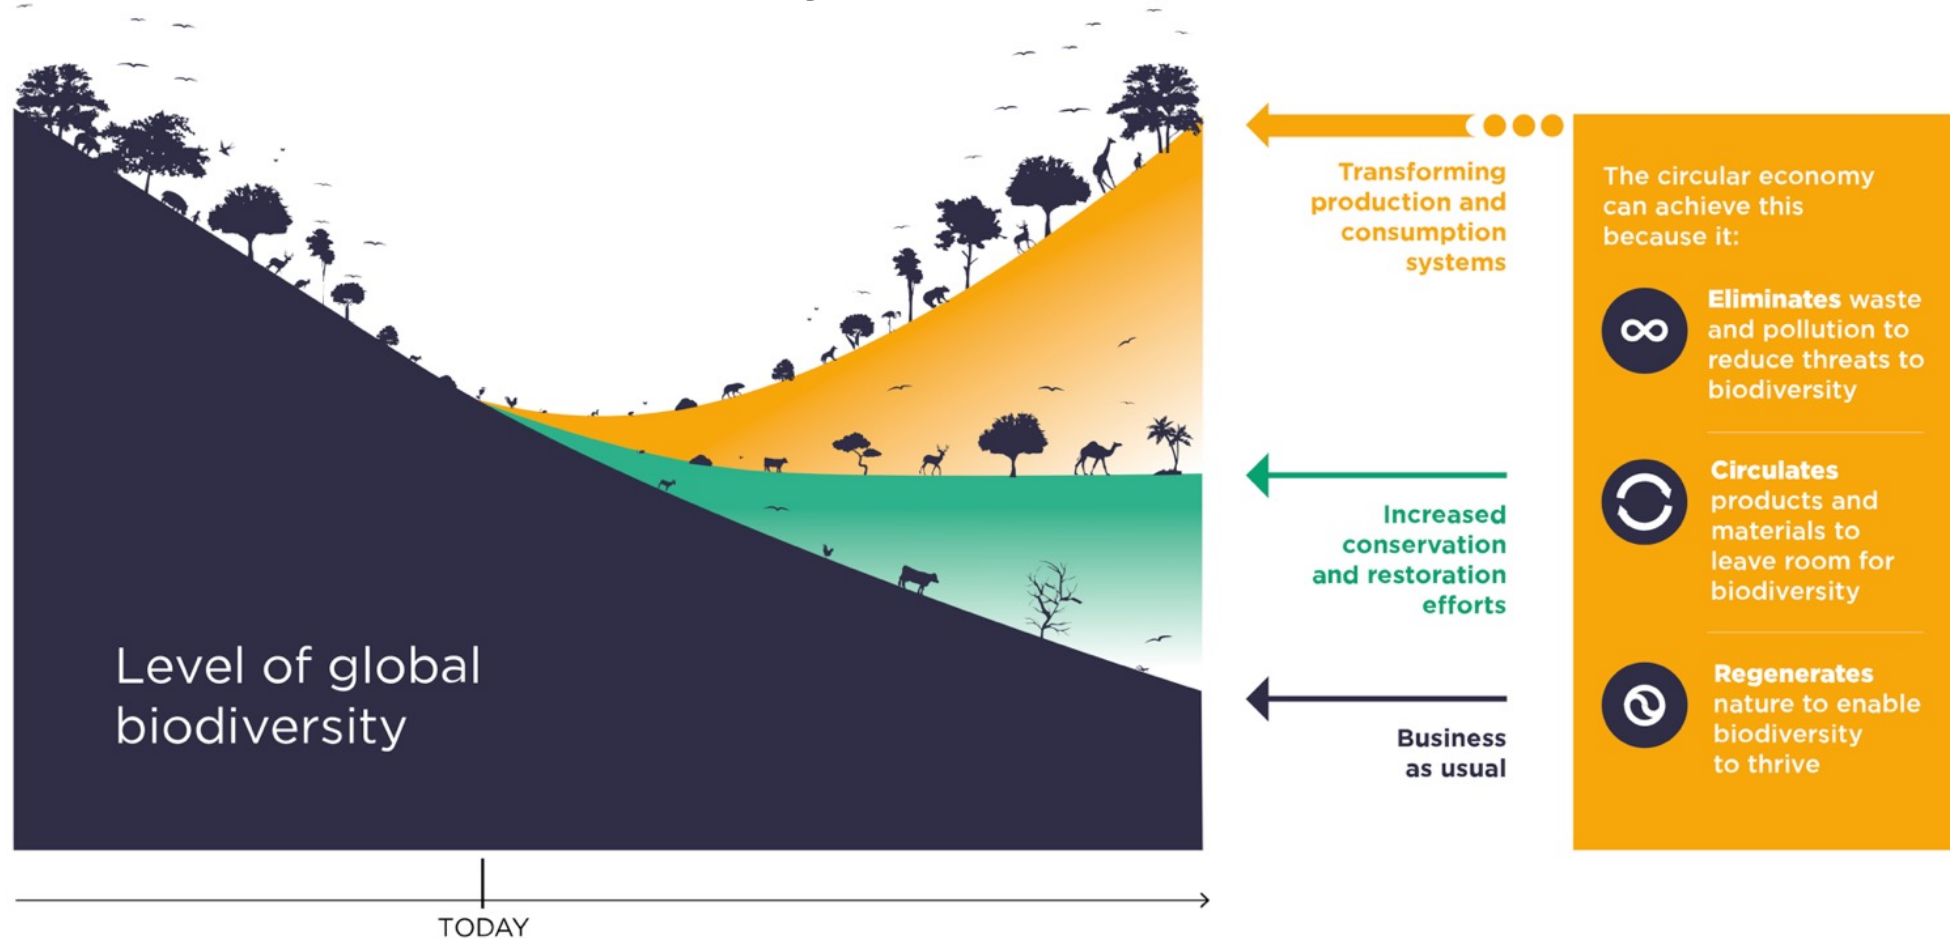 Level of global
biodiversity
TODAY
Transforming
production and
consumption
systems
Increased
conservation
and restoration
efforts
Business
as usual
The circular economy
can achieve this
because it:
Eliminates waste
and pollution to
reduce threats to
biodiversity
Circulates
products and
materials to
leave room for
biodiversity
Regenerates
nature to enable
biodiversity
to thrive